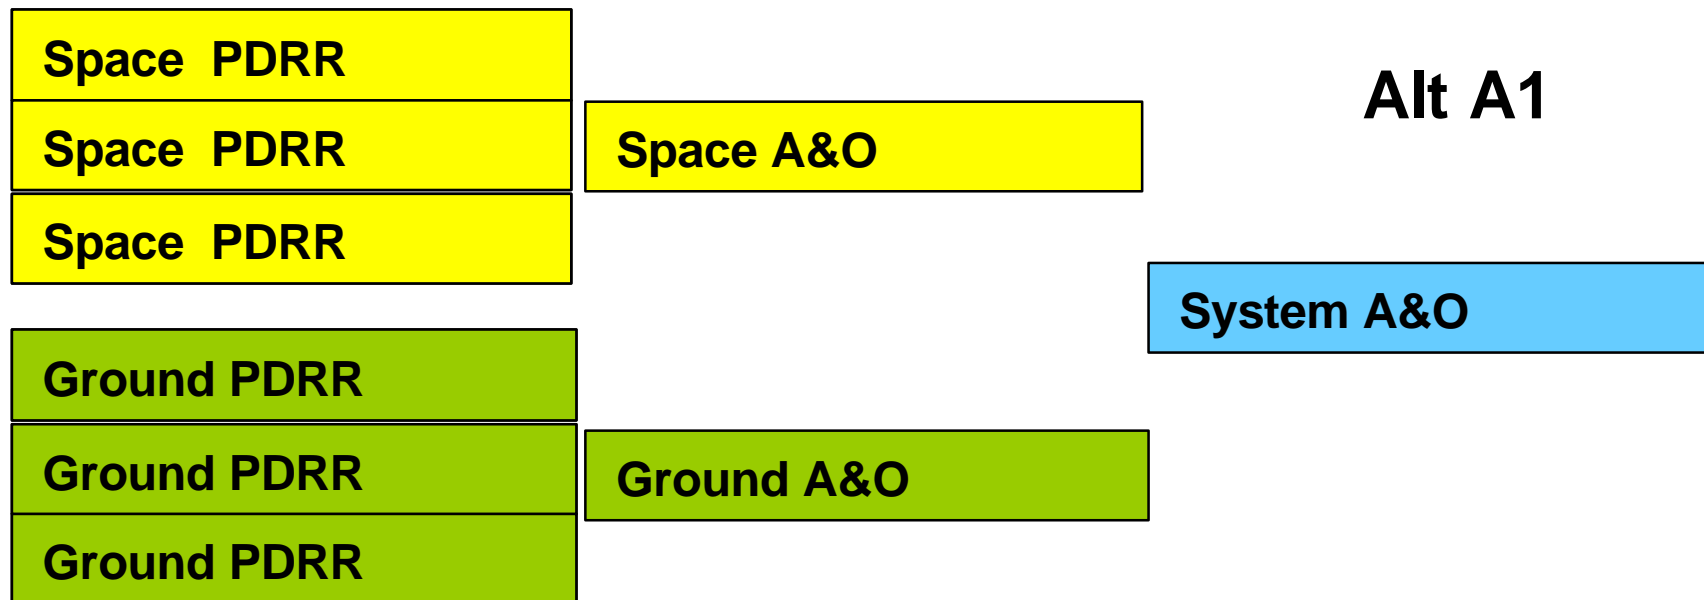 Space PDRR
Alt A1
Space PDRR
Space A&O
Space PDRR
System A&O
Ground PDRR
Ground PDRR
Ground A&O
Ground PDRR